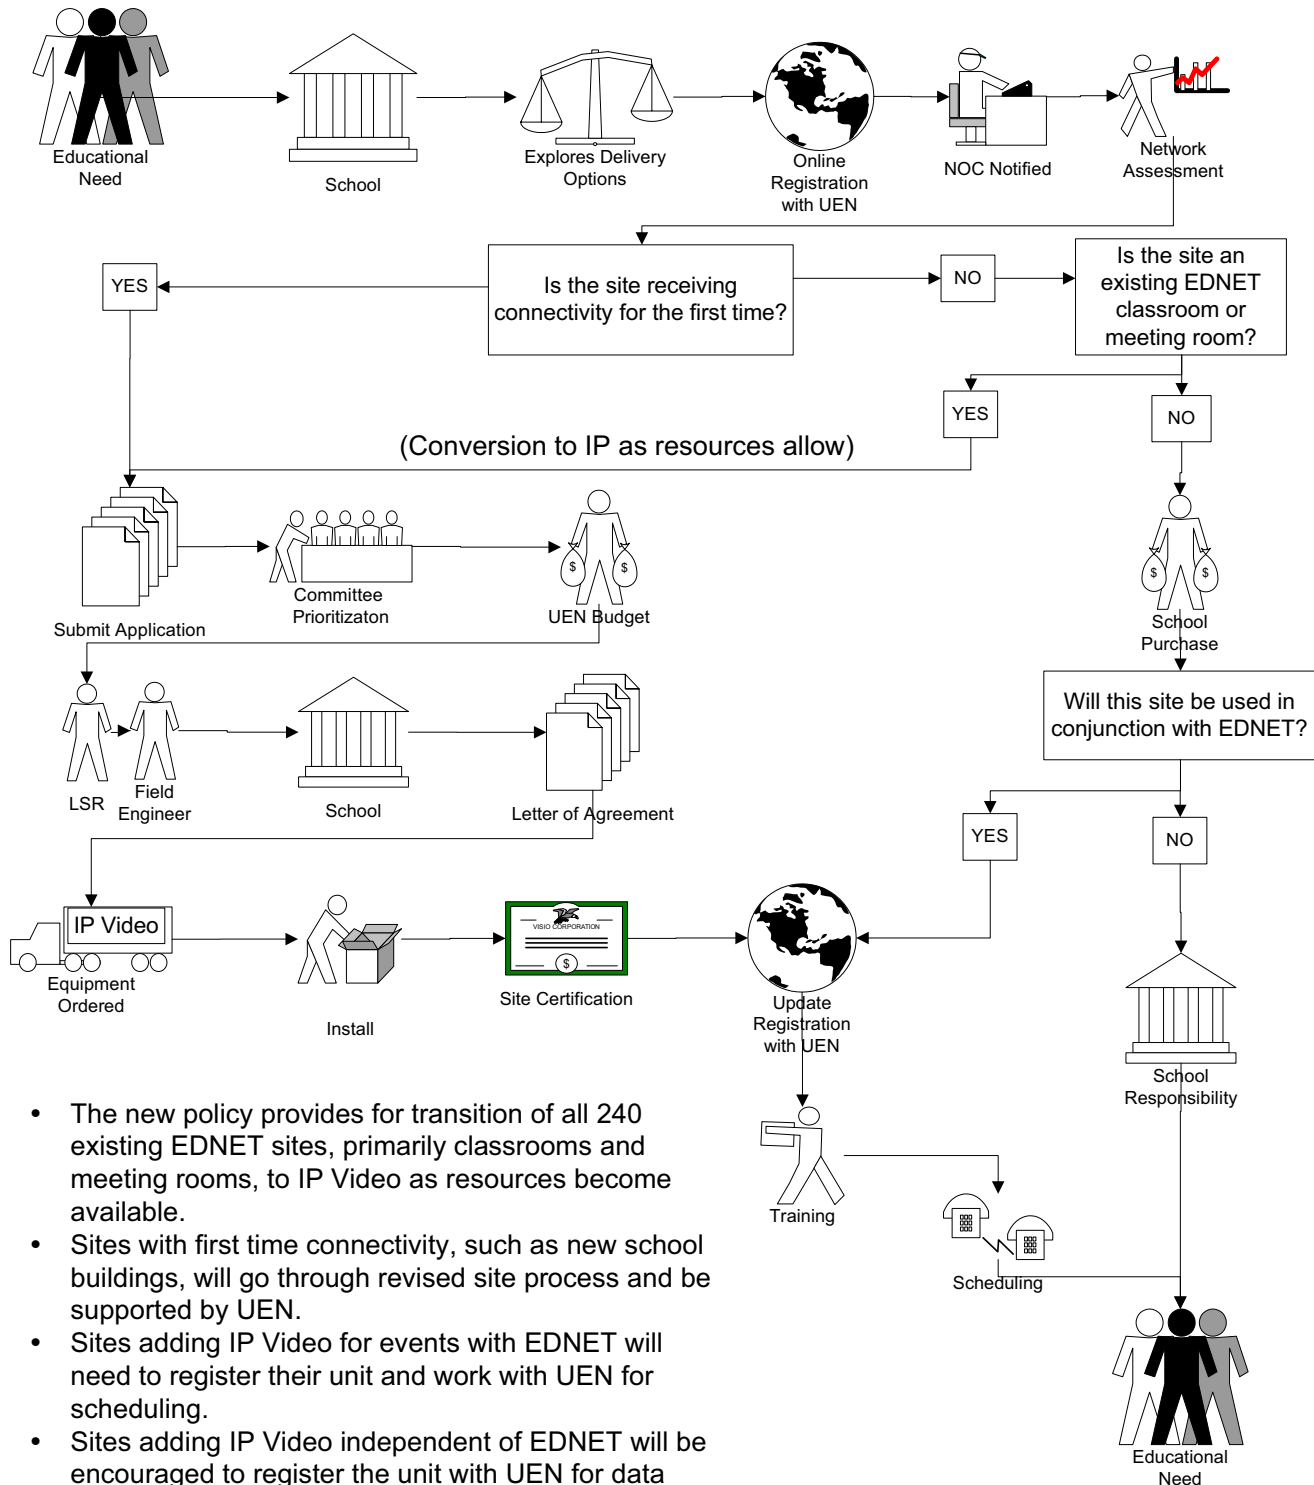 Educational
Need
School
Explores Delivery
Options
Online
Registration
with UEN
NOC Notified
Network
Assessment
YES
Is the site receiving
connectivity for the first time?
NO
Is the site an
existing EDNET
classroom or
meeting room?
YES
NO
(Conversion to IP as resources allow)
Submit Application
Committee
Prioritizaton
$
$
UEN Budget
$
$
School
Purchase
LSR
Field
Engineer
School
Letter of Agreement
Will this site be used in
conjunction with EDNET?
YES
NO
IP Video
Equipment
Ordered
Install
VISIO CORPORATION
$
Site Certification
Update
Registration
with UEN
School
Responsibility
Training
Scheduling
Educational
Need
• The new policy provides for transition of all 240
existing EDNET sites, primarily classrooms and
meeting rooms, to IP Video as resources become
available.
• Sites with first time connectivity, such as new school
buildings, will go through revised site process and be
supported by UEN.
• Sites adding IP Video for events with EDNET will
need to register their unit and work with UEN for
scheduling.
• Sites adding IP Video independent of EDNET will be
encouraged to register the unit with UEN for data